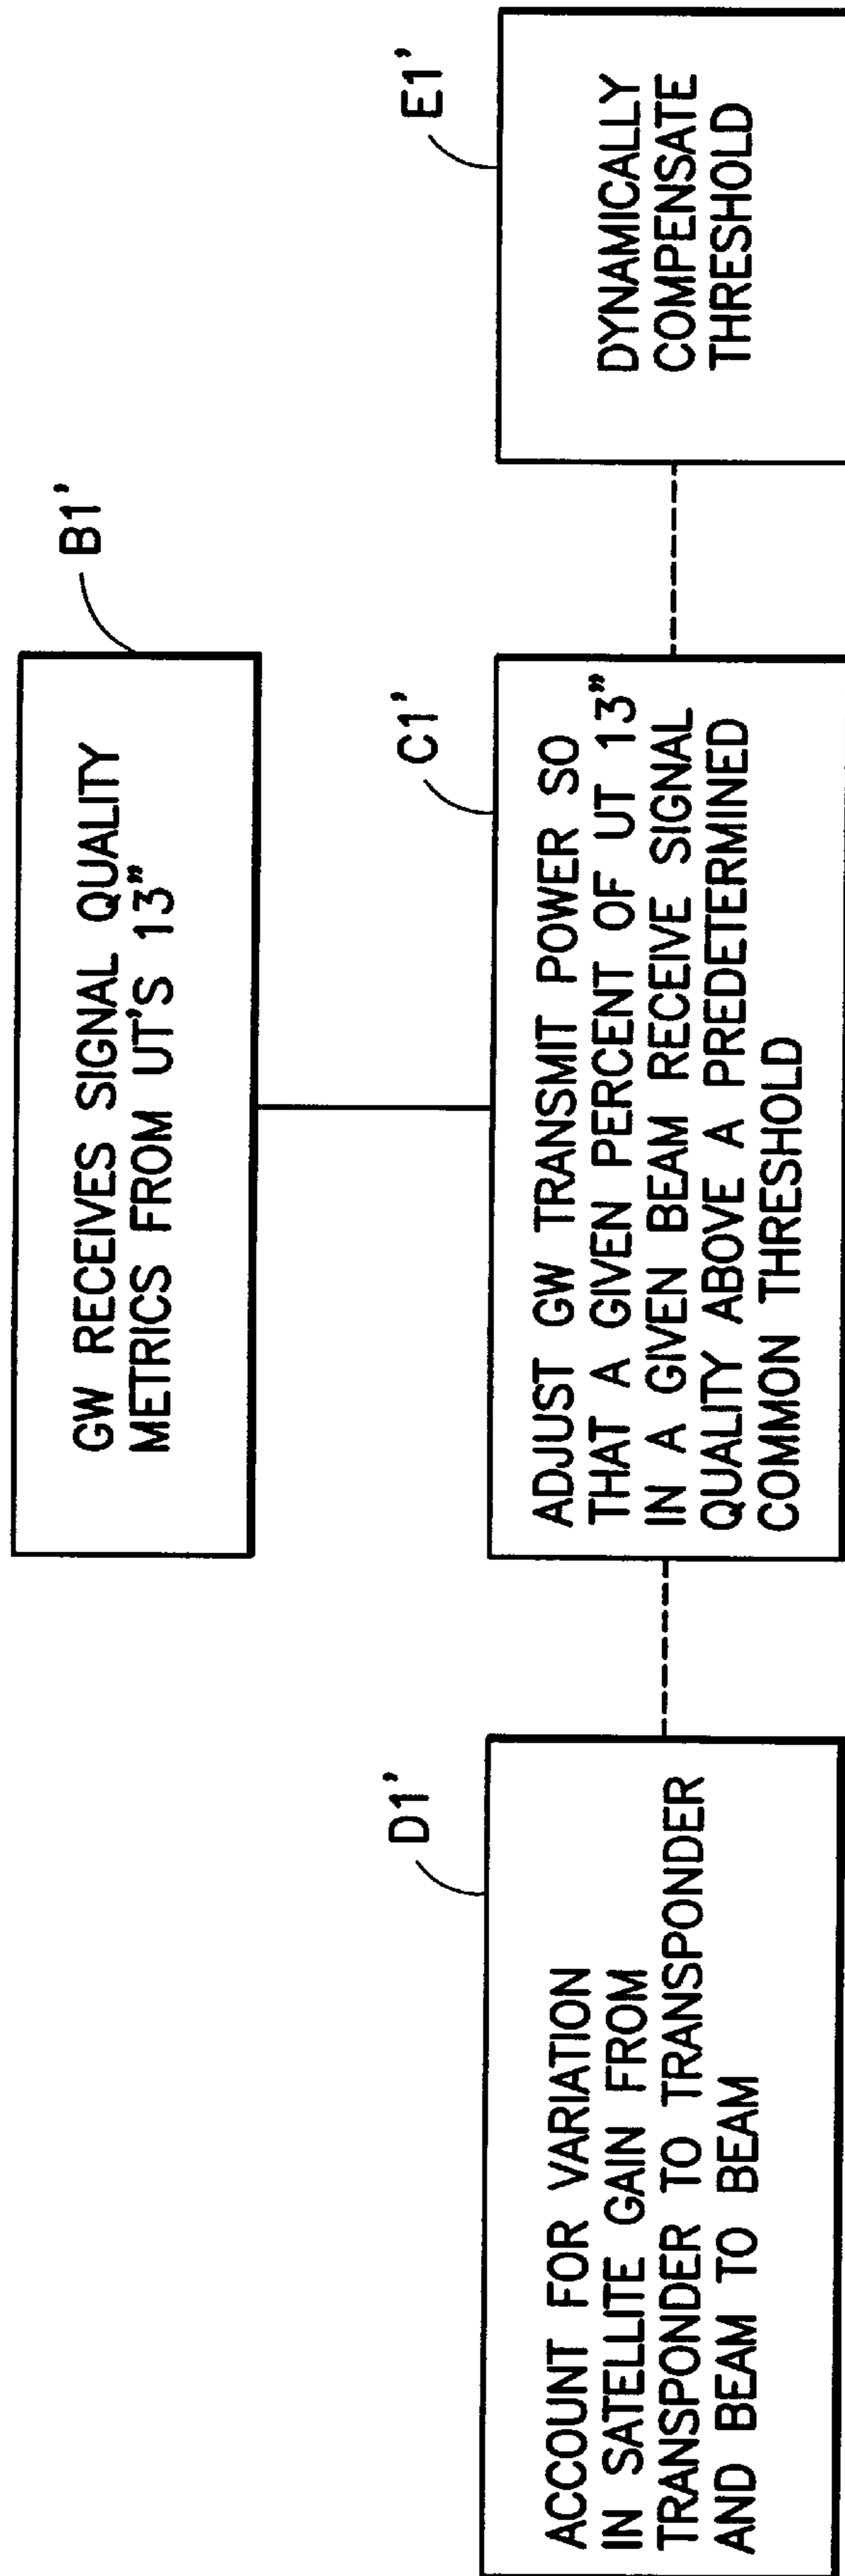 B1'
GW RECEIVES SIGNAL QUALITY
METRICS FROM UT'S 13"
D1'
ACCOUNT FOR VARIATION
IN SATELLITE GAIN FROM
TRANSPONDER TO TRANSPONDER
AND BEAM TO BEAM
C1'
ADJUST GW TRANSMIT POWER SO
THAT A GIVEN PERCENT OF UT 13"
IN A GIVEN BEAM RECEIVE SIGNAL
QUALITY ABOVE A PREDETERMINED
COMMON THRESHOLD
E1'
DYNAMICALLY
COMPENSATE
THRESHOLD